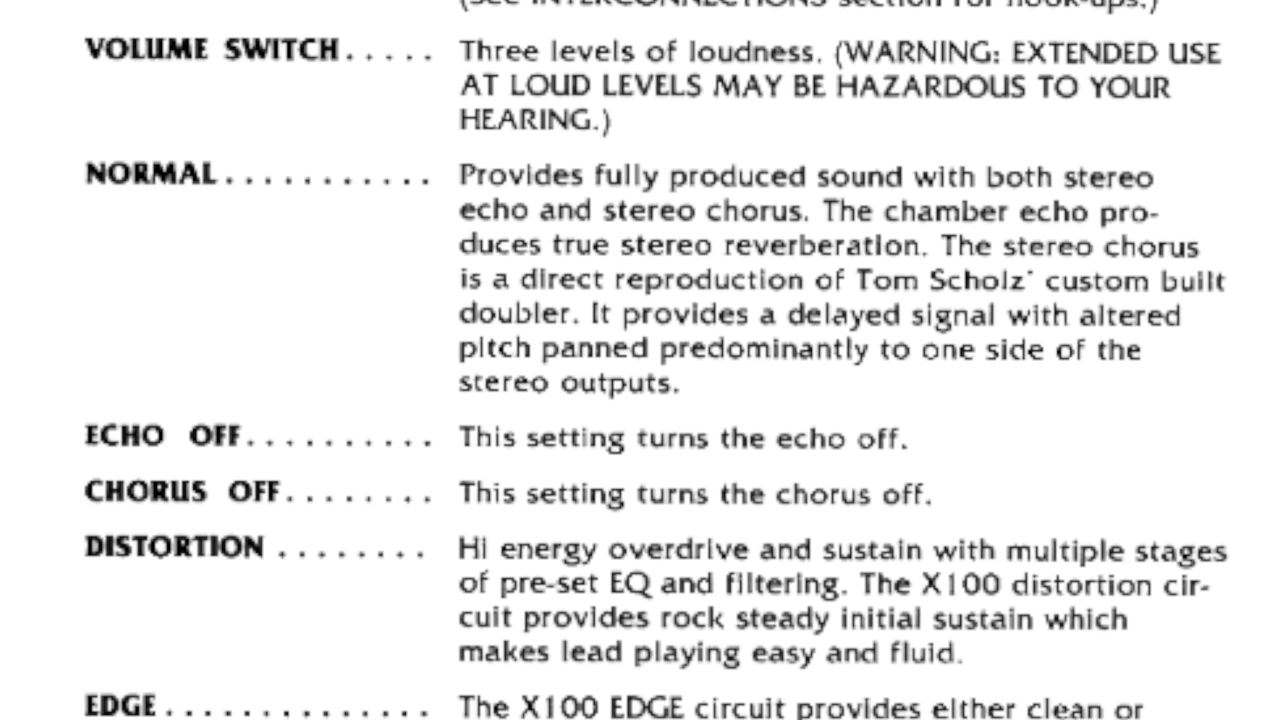 (See INTERCONNECTIONS section for hook-ups.)
VOLUME SWITCH..... Three levels of loudness. (WARNING: EXTENDED USE
AT LOUD LEVELS MAY BE HAZARDOUS TO YOUR
HEARING.)
NORMAL........... Provides fully produced sound with both stereo
echo and stereo chorus. The chamber echo pro-
duces true stereo reverberation. The stereo chorus
is a direct reproduction of Tom Scholz' custom built
doubler. It provides a delayed signal with altered
pitch panned predominantly to one side of the
stereo outputs.
ECHO OFF.......... This setting turns the echo off.
CHORUS OFF........ This setting turns the chorus off.
DISTORTION ........ Hi energy overdrive and sustain with multiple stages
of pre-set EQ and filtering. The X100 distortion cir-
cuit provides rock steady initial sustain which
makes lead playing easy and fluid.
EDGE.............. The X100 EDGE circuit provides either clean or